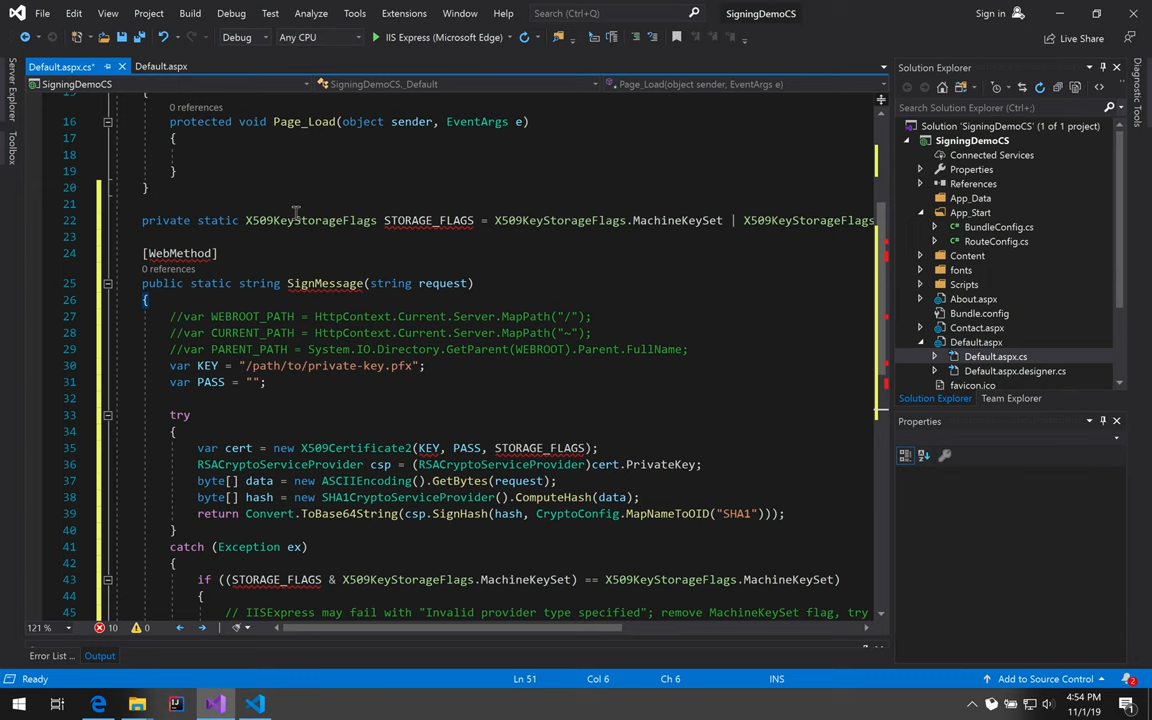 File Edit View Project Build Debug Test Analyze Tools Extensions Window Help Search (Ctrl+Q) SigningDemoCS Sign in
Debug Any CPU IIS Express (Microsoft Edge) Live Share
Default.aspx.cs* Default.aspx
SigningDemoCS SigningDemoCS._Default Page_Load(object sender, EventArgs e)
15 {
0 references
16 protected void Page_Load(object sender, EventArgs e)
17 {
18
19 }
20 }
21
22 private static X509KeyStorageFlags STORAGE_FLAGS = X509KeyStorageFlags.MachineKeySet | X509KeyStorageFlags
23
24 [WebMethod]
0 references
25 public static string SignMessage(string request)
26 {
27 //var WEBROOT_PATH = HttpContext.Current.Server.MapPath("/");
28 //var CURRENT_PATH = HttpContext.Current.Server.MapPath("~");
29 //var PARENT_PATH = System.IO.Directory.GetParent(WEBROOT).Parent.FullName;
30 var KEY = "/path/to/private-key.pfx";
31 var PASS = "";
32
33 try
34 {
35 var cert = new X509Certificate2(KEY, PASS, STORAGE_FLAGS);
36 RSACryptoServiceProvider csp = (RSACryptoServiceProvider)cert.PrivateKey;
37 byte[] data = new ASCIIEncoding().GetBytes(request);
38 byte[] hash = new SHA1CryptoServiceProvider().ComputeHash(data);
39 return Convert.ToBase64String(csp.SignHash(hash, CryptoConfig.MapNameToOID("SHA1")));
40 }
41 catch (Exception ex)
42 {
43 if ((STORAGE_FLAGS & X509KeyStorageFlags.MachineKeySet) == X509KeyStorageFlags.MachineKeySet)
44 {
45 // IISExpress may fail with "Invalid provider type specified"; remove MachineKeySet flag, try
121 % 10 0
Error List ... Output
Ready Ln 51 Col 6 Ch 6 INS Add to Source Control 2
Server Explorer
Toolbox
Solution Explorer
Search Solution Explorer (Ctrl+;)
Solution 'SigningDemoCS' (1 of 1 project)
SigningDemoCS
Connected Services
Properties
References
App_Data
App_Start
BundleConfig.cs
RouteConfig.cs
Content
fonts
Scripts
About.aspx
Bundle.config
Contact.aspx
Default.aspx
Default.aspx.cs
Default.aspx.designer.cs
favicon.ico
Solution Explorer Team Explorer
Properties
Diagnostic Tools
4:54 PM
11/1/19